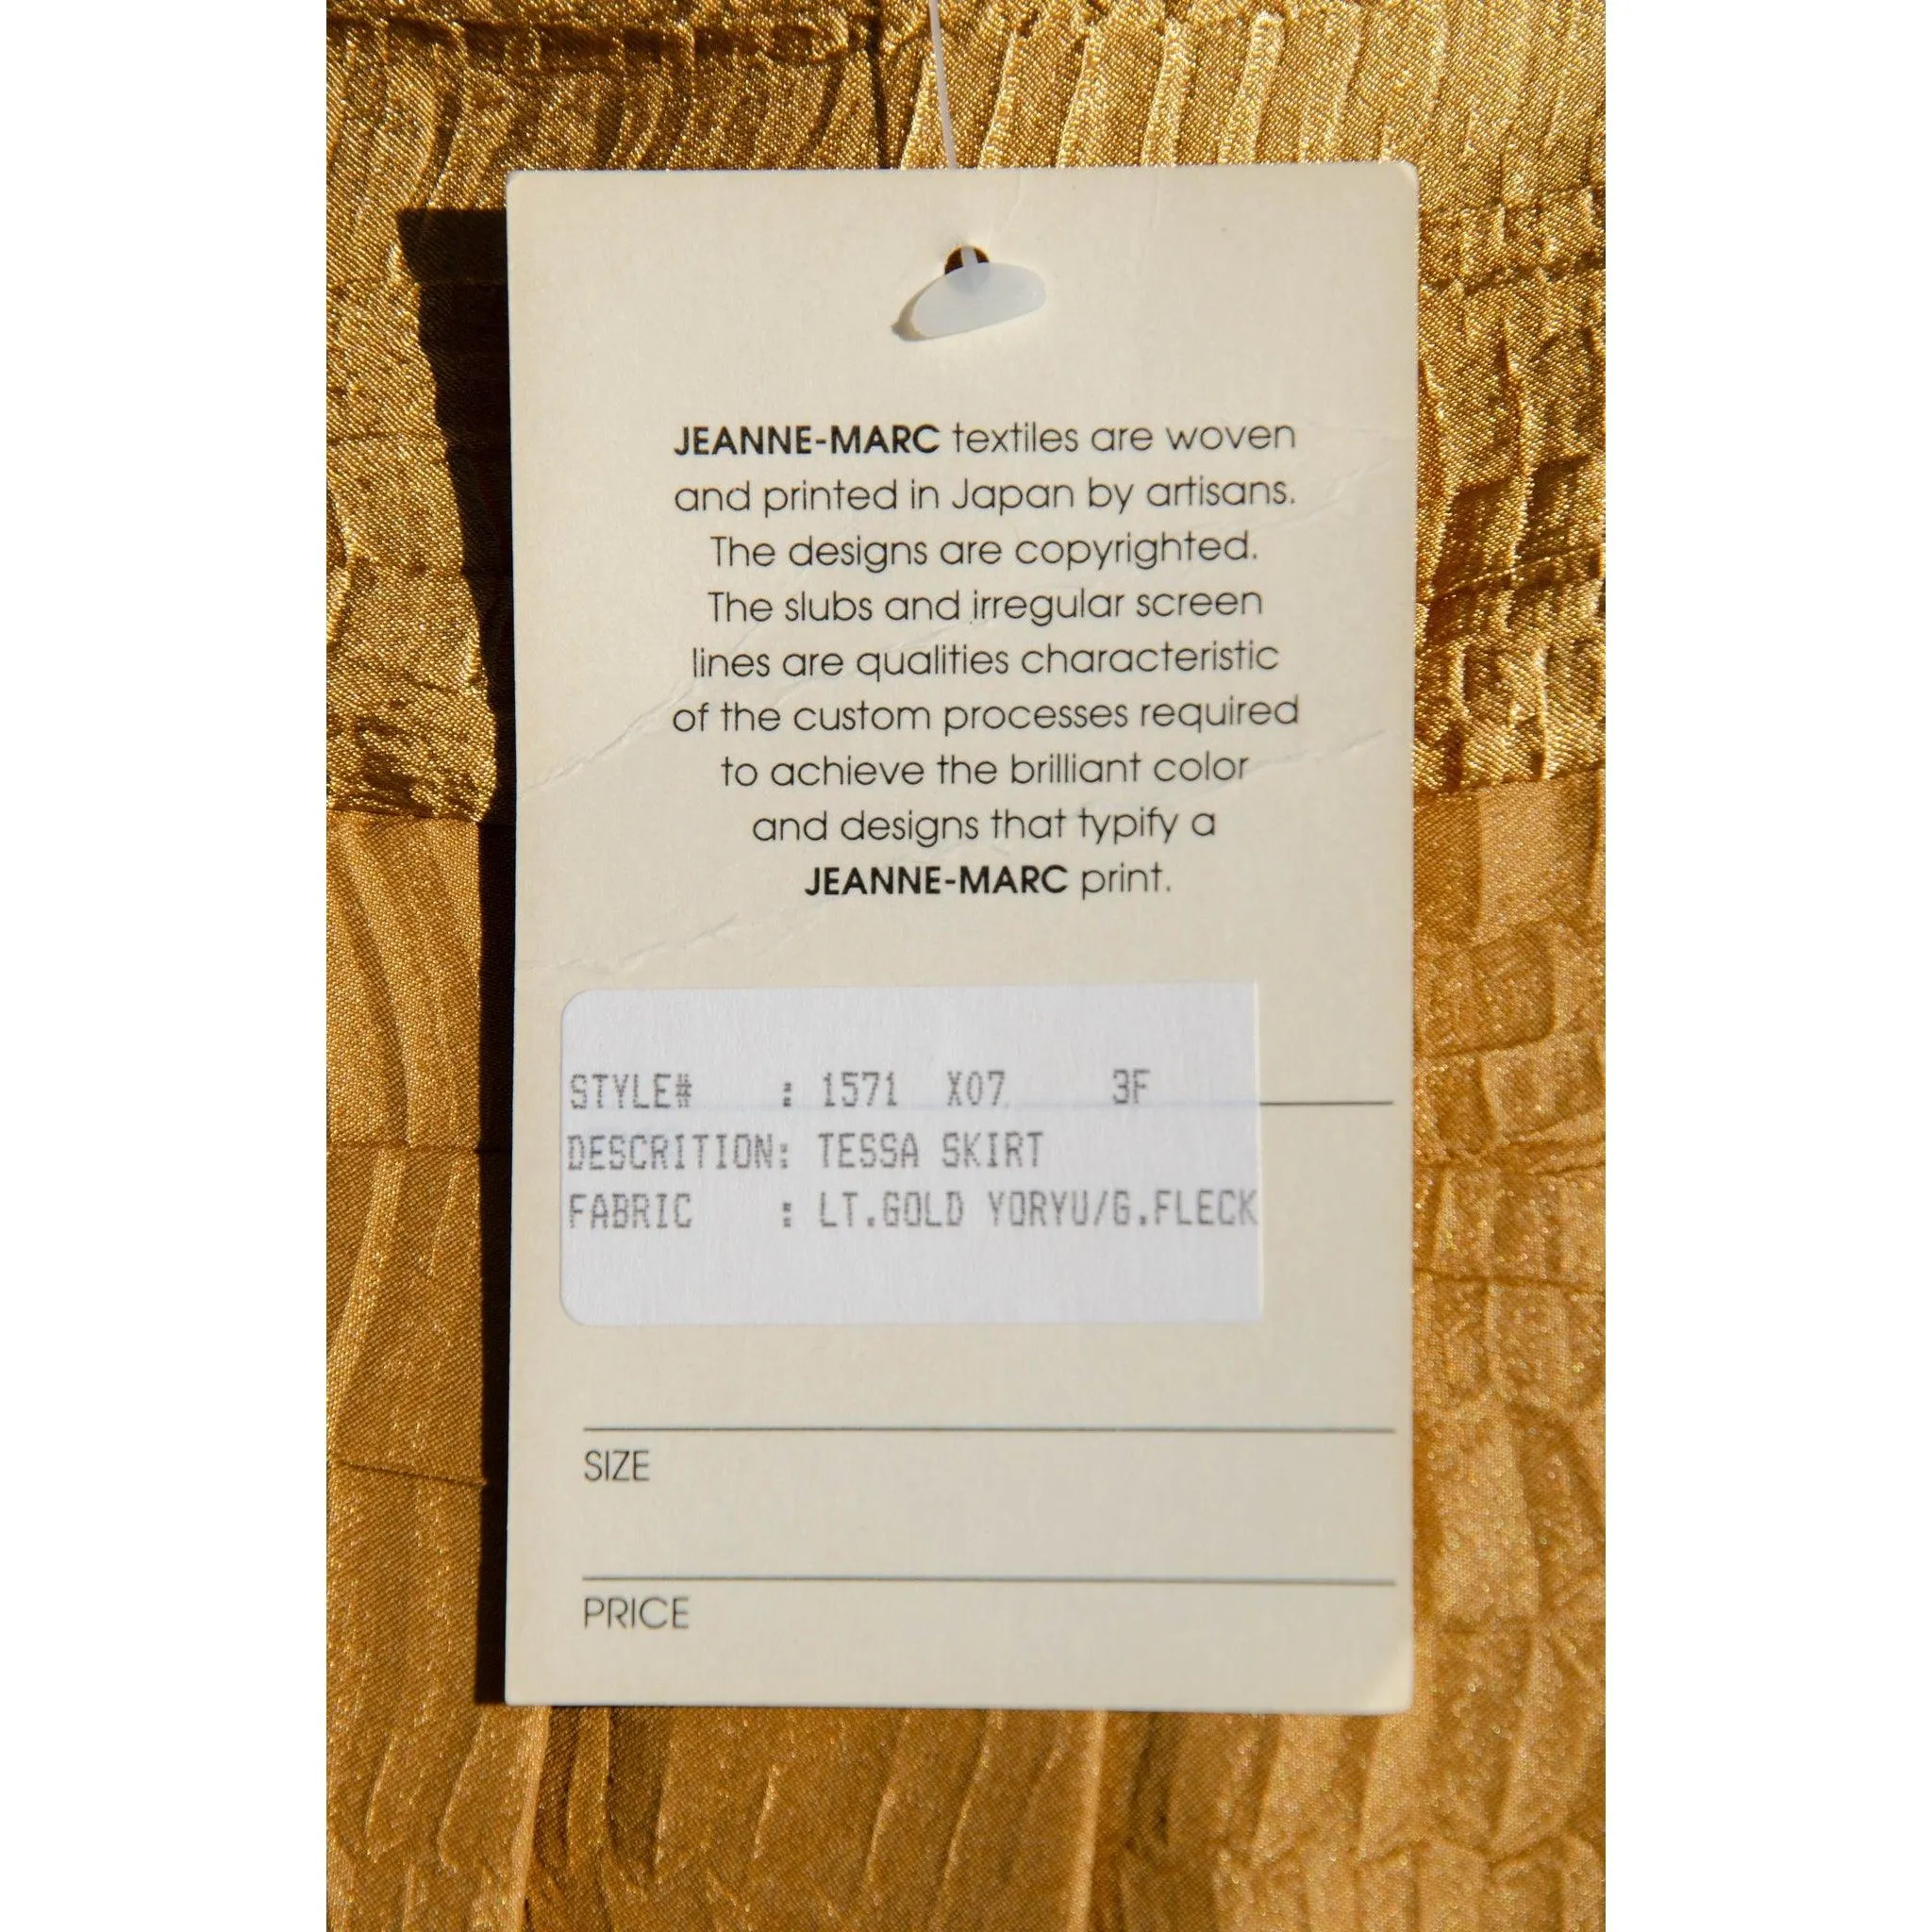 JEANNE-MARC textiles are woven
and printed in Japan by artisans.
The designs are copyrighted.
The slubs and irregular screen
lines are qualities characteristic
of the custom processes required
to achieve the brilliant color
and designs that typify a
JEANNE-MARC print.
STYLE# : 1571 X07 3F
DESCRITION: TESSA SKIRT
FABRIC : LT.GOLD YORYU/G.FLECK
SIZE
PRICE